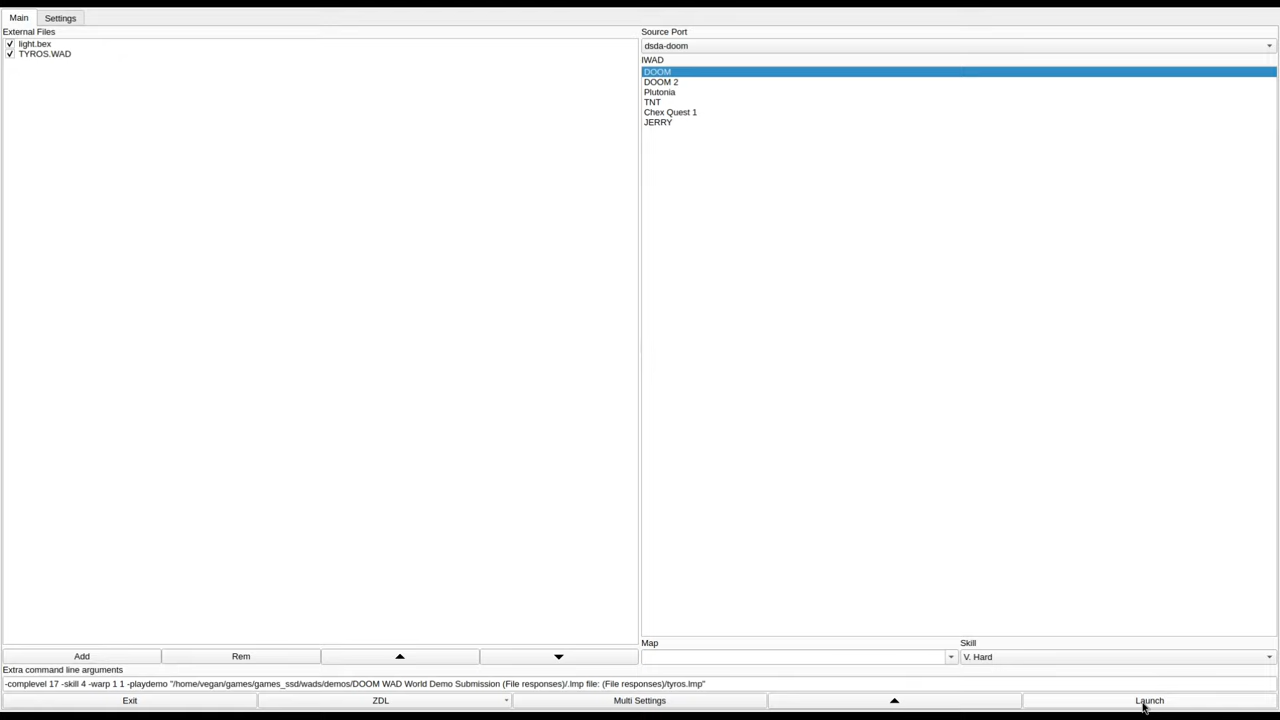 Main Settings
External Files
light.bex
TYROS.WAD
Source Port
dsda-doom
IWAD
DOOM
DOOM 2
Plutonia
TNT
Chex Quest 1
JERRY
Map Skill
V. Hard
Add Rem
Extra command line arguments
-complevel 17 -skill 4 -warp 1 1 -playdemo "/home/vegan/games/games_ssd/wads/demos/DOOM WAD World Demo Submission (File responses)/.lmp file: (File responses)/tyros.lmp"
Exit ZDL Multi Settings Launch